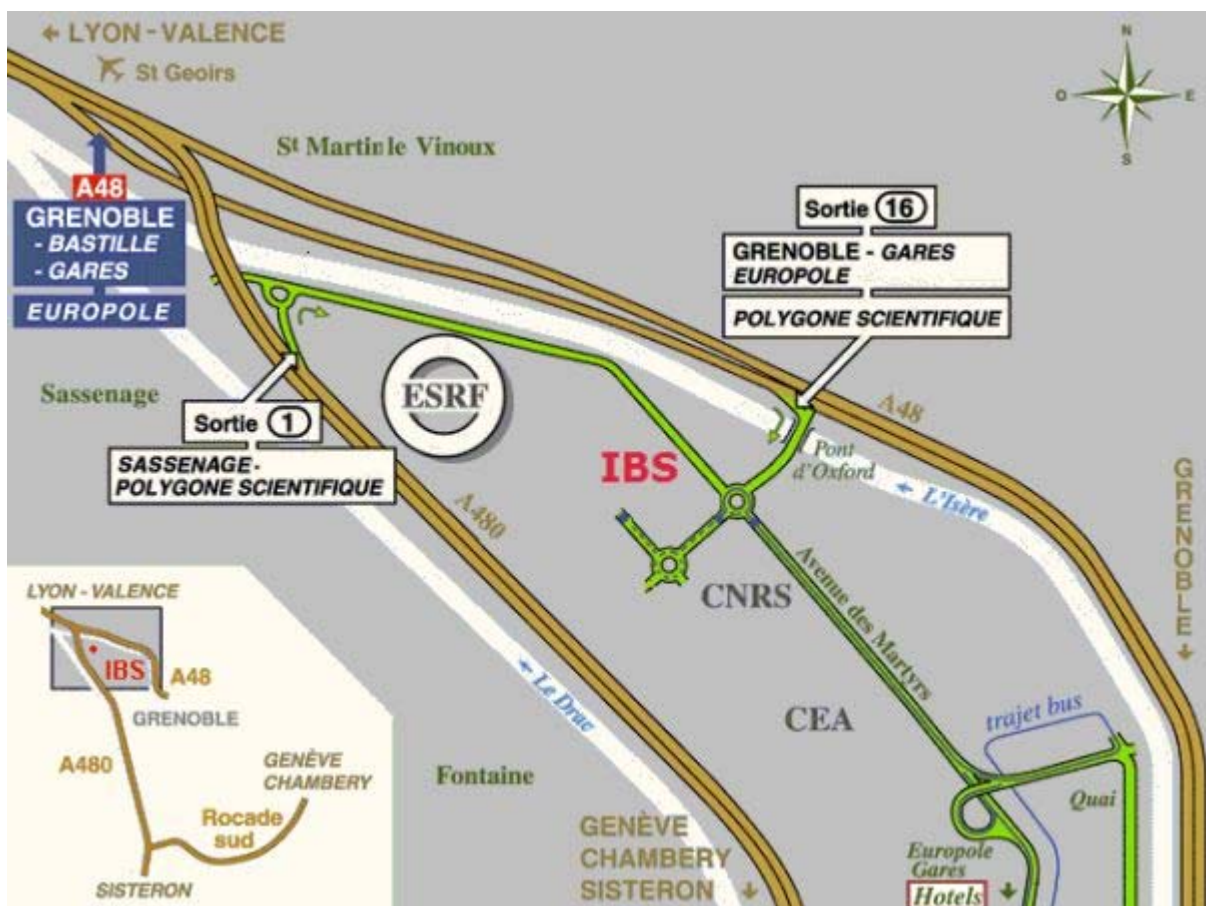 LYON - VALENCE
St Geoirs
N
O
E
S
St Martin le Vinoux
A48
GRENOBLE
- BASTILLE
- GARES
EUROPOLE
Sortie 16
GRENOBLE - GARES
EUROPOLE
POLYGONE SCIENTIFIQUE
Sassenage
ESRF
Sortie 1
SASSENAGE-
POLYGONE SCIENTIFIQUE
A48
Pont
d'Oxford
IBS
L'Isère
GRENOBLE
A480
CNRS
Avenue des Martyrs
Le Drac
CEA
trajet bus
Quai
Fontaine
GENÈVE
CHAMBERY
SISTERON
Europole
Gares
Hotels
LYON - VALENCE
IBS
A48
GRENOBLE
A480
GENÈVE
CHAMBERY
Rocade
sud
SISTERON